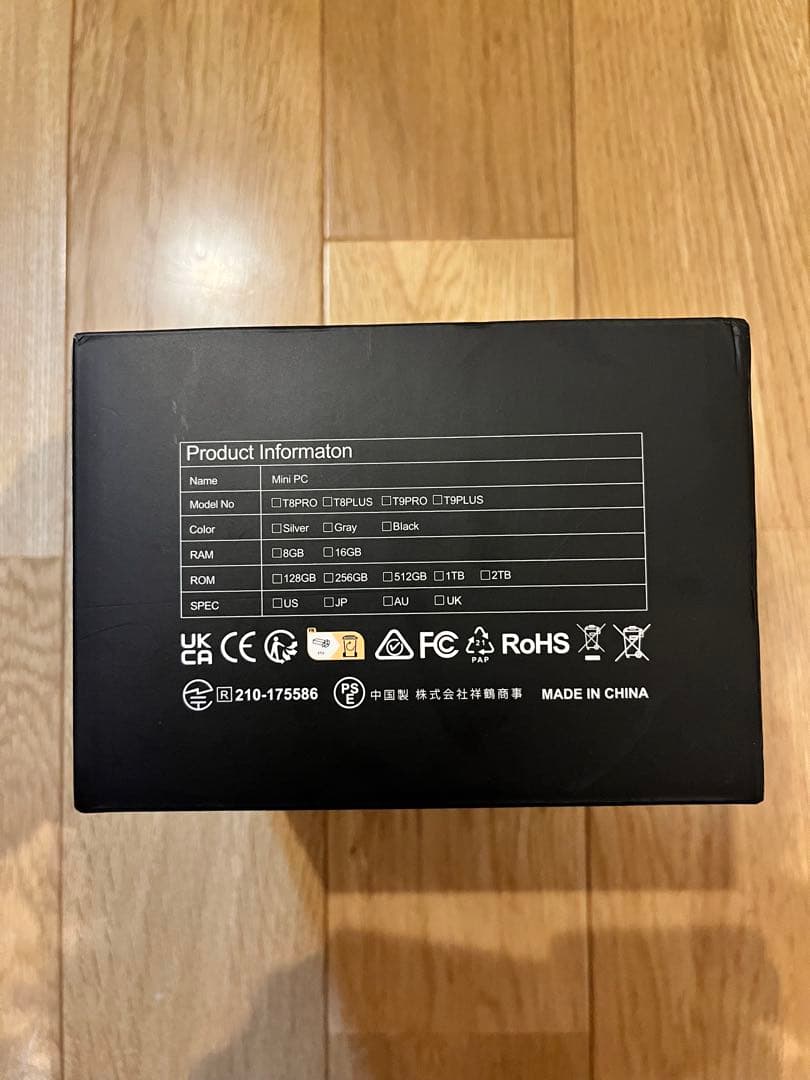 Product Informaton
Name Mini PC
Model No ☐T8PRO ☐T8PLUS ☐T9PRO ☐T9PLUS
Color ☐Silver ☐Gray ☐Black
RAM ☐8GB ☐16GB
ROM ☐128GB ☐256GB ☐512GB ☐1TB ☐2TB
SPEC ☐US ☐JP ☐AU ☐UK
UK CA CE FC 21 PAP RoHS
R 210-175586 PSE 中国製 株式会社祥鶴商事 MADE IN CHINA